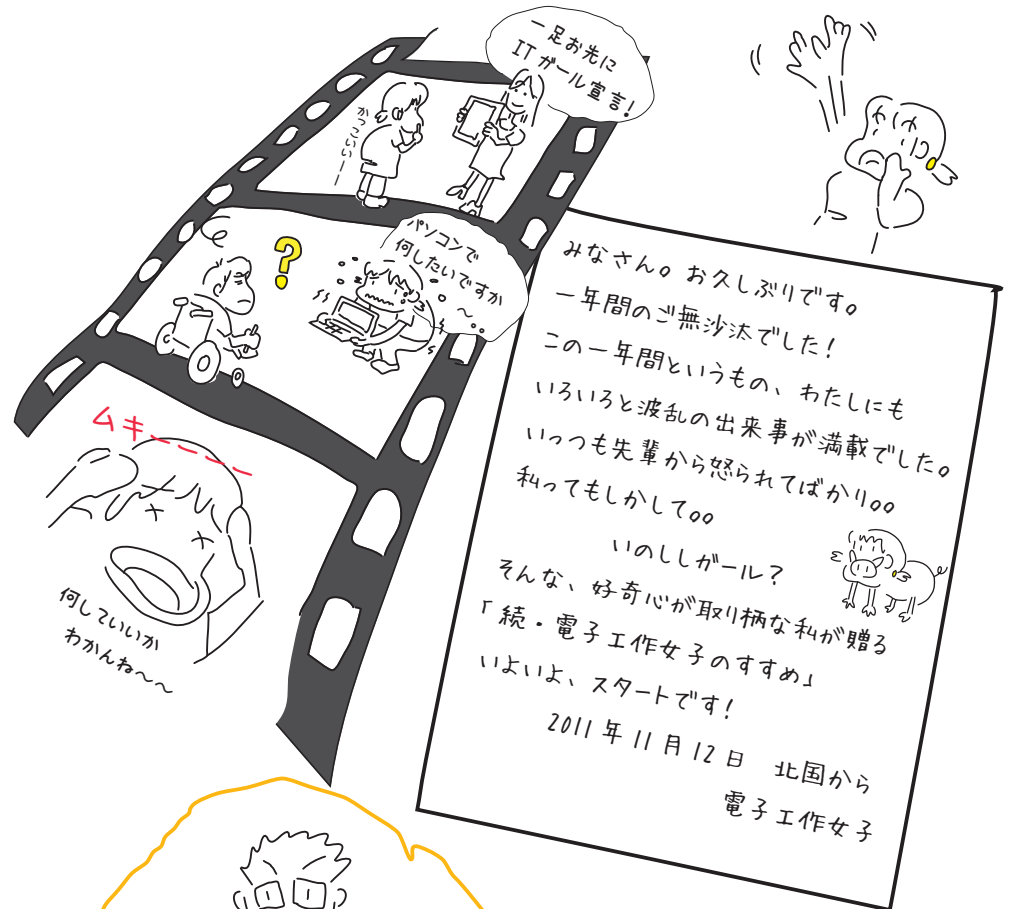 一足お先に
ITガール宣言!
かっこいいーー
パソコンで
何したいですか
〜。。
?
ムキーーーーー
何していいか
わかんね〜〜
みなさん。お久しぶりです。
一年間のご無沙汰でした!
この一年間というもの、わたしにも
いろいろと波乱の出来事が満載でした。
いっつも先輩から怒られてばかり。。
私ってもしかして。。
いのししガール?
そんな、好奇心が取り柄な私が贈る
「続・電子工作女子のすすめ」
いよいよ、スタートです!
2011年11月12日 北国から
電子工作女子